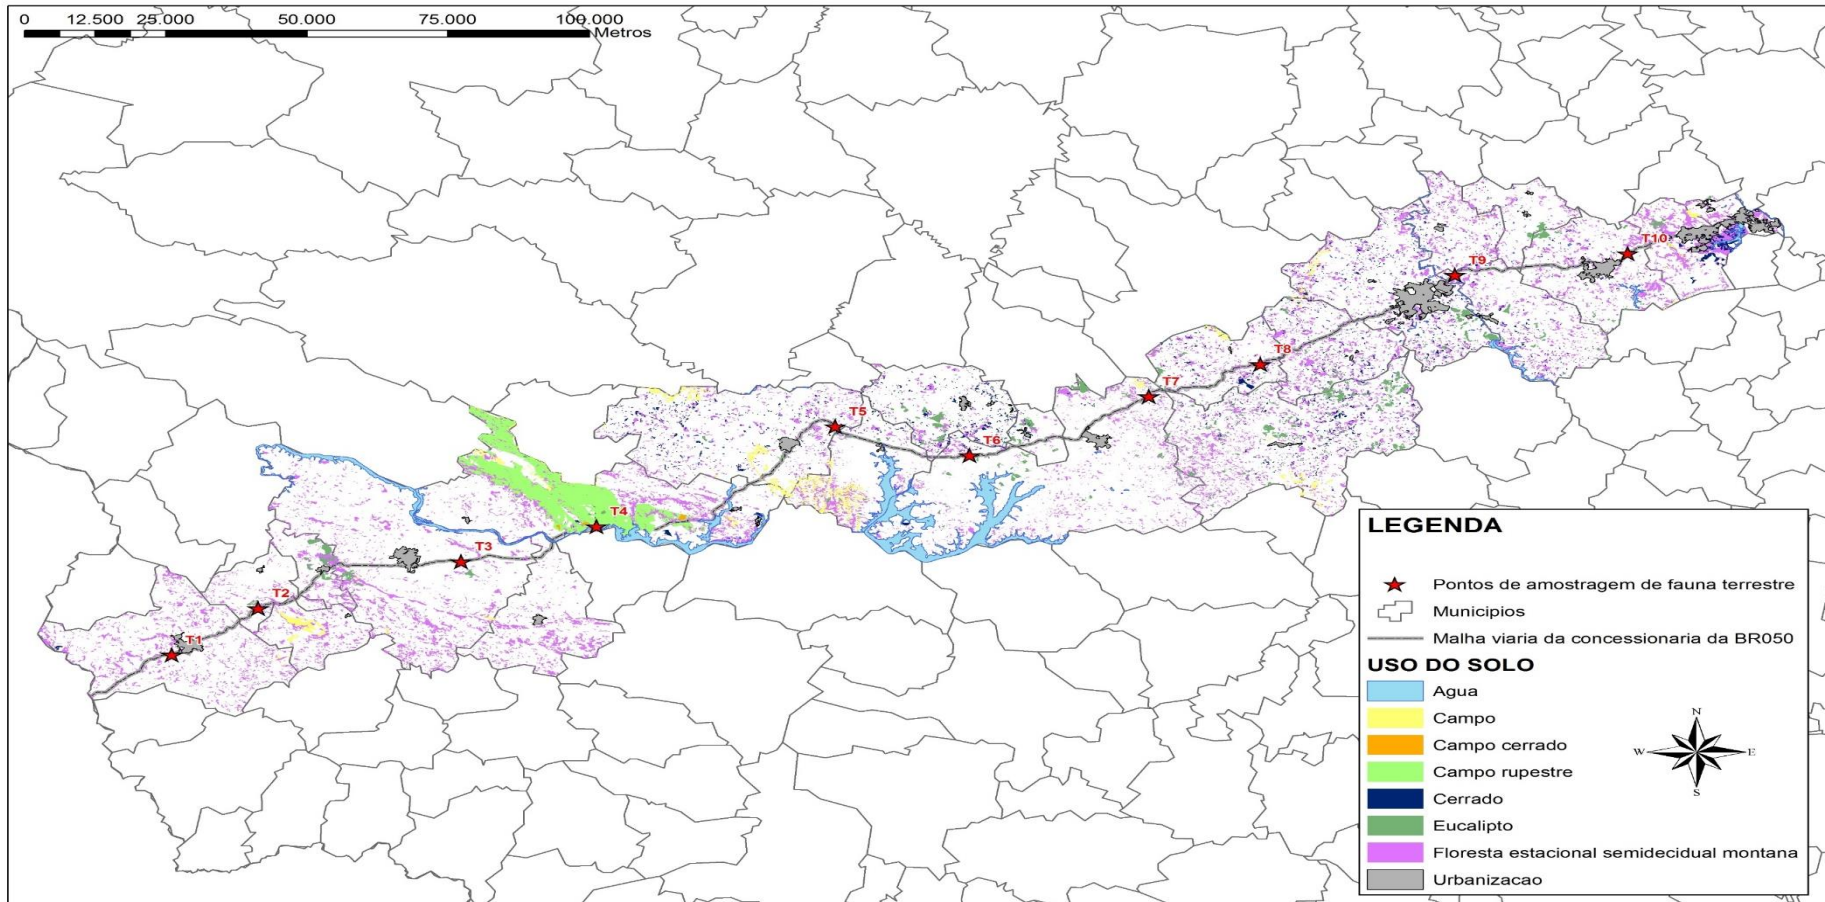 0 12.500 25.000 50.000 75.000 100.000
Metros
T10
T9
T8
T7
T5
T6
T4
T3
T2
T1
LEGENDA
Pontos de amostragem de fauna terrestre
Municipios
Malha viaria da concessionaria da BR050
USO DO SOLO
Agua
Campo
Campo cerrado
Campo rupestre
Cerrado
Eucalipto
Floresta estacional semidecidual montana
Urbanizacao
N
W E
S